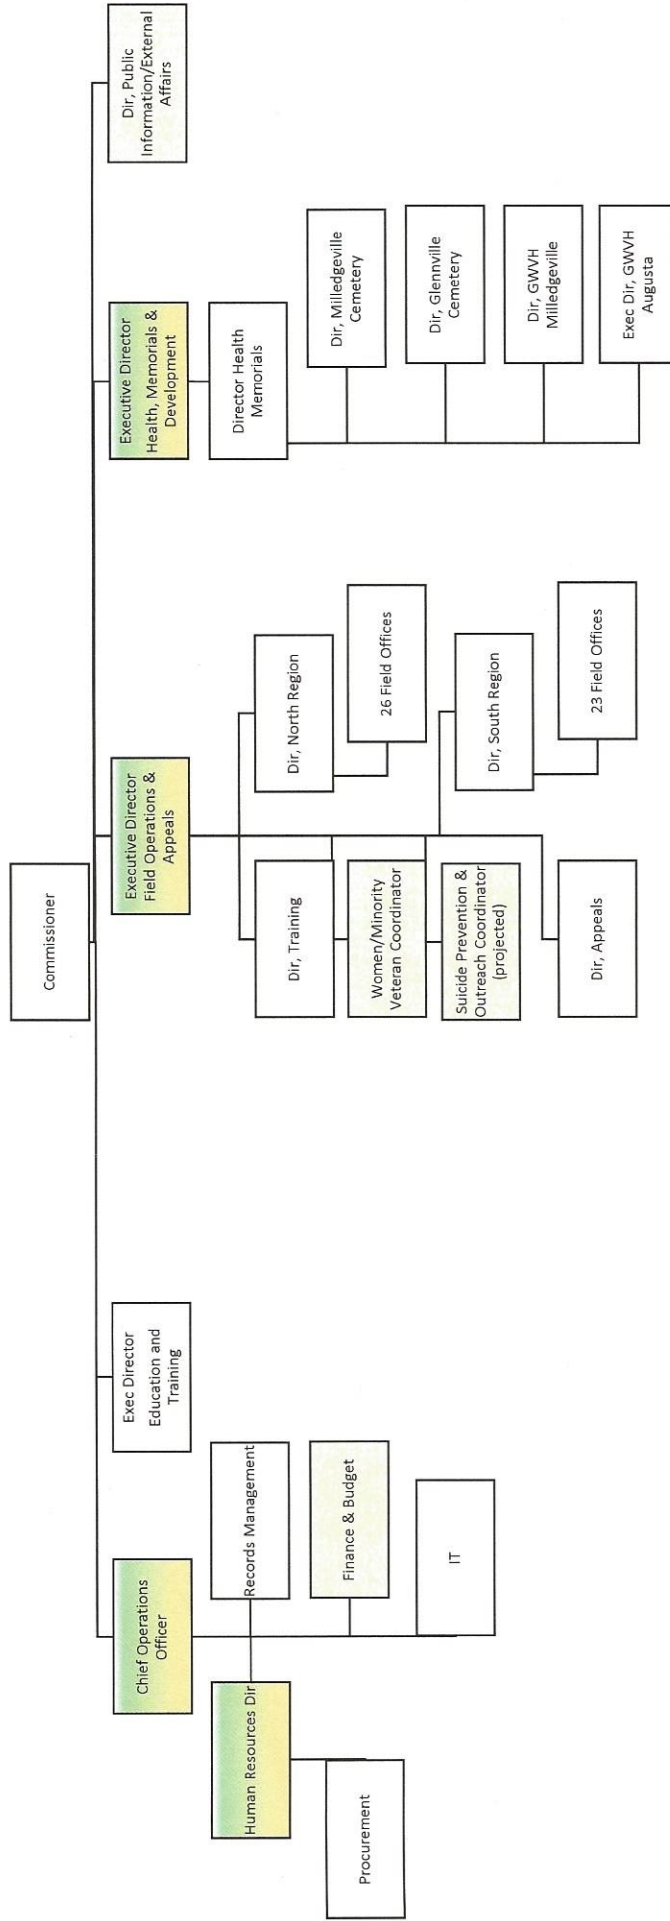 Commissioner
Chief Operations
Officer
Exec Director
Education and
Training
Executive Director
Field Operations &
Appeals
Executive Director
Health, Memorials &
Development
Dir, Public
Information/External
Affairs
Human Resources Dir
Records Management
Procurement
Finance & Budget
IT
Dir, Training
Dir, North Region
Women/Minority
Veteran Coordinator
26 Field Offices
Suicide Prevention &
Outreach Coordinator
(projected)
Dir, South Region
Dir, Appeals
23 Field Offices
Director Health
Memorials
Dir, Milledgeville
Cemetery
Dir, Glennville
Cemetery
Dir, GWVH
Milledgeville
Exec Dir, GWVH
Augusta